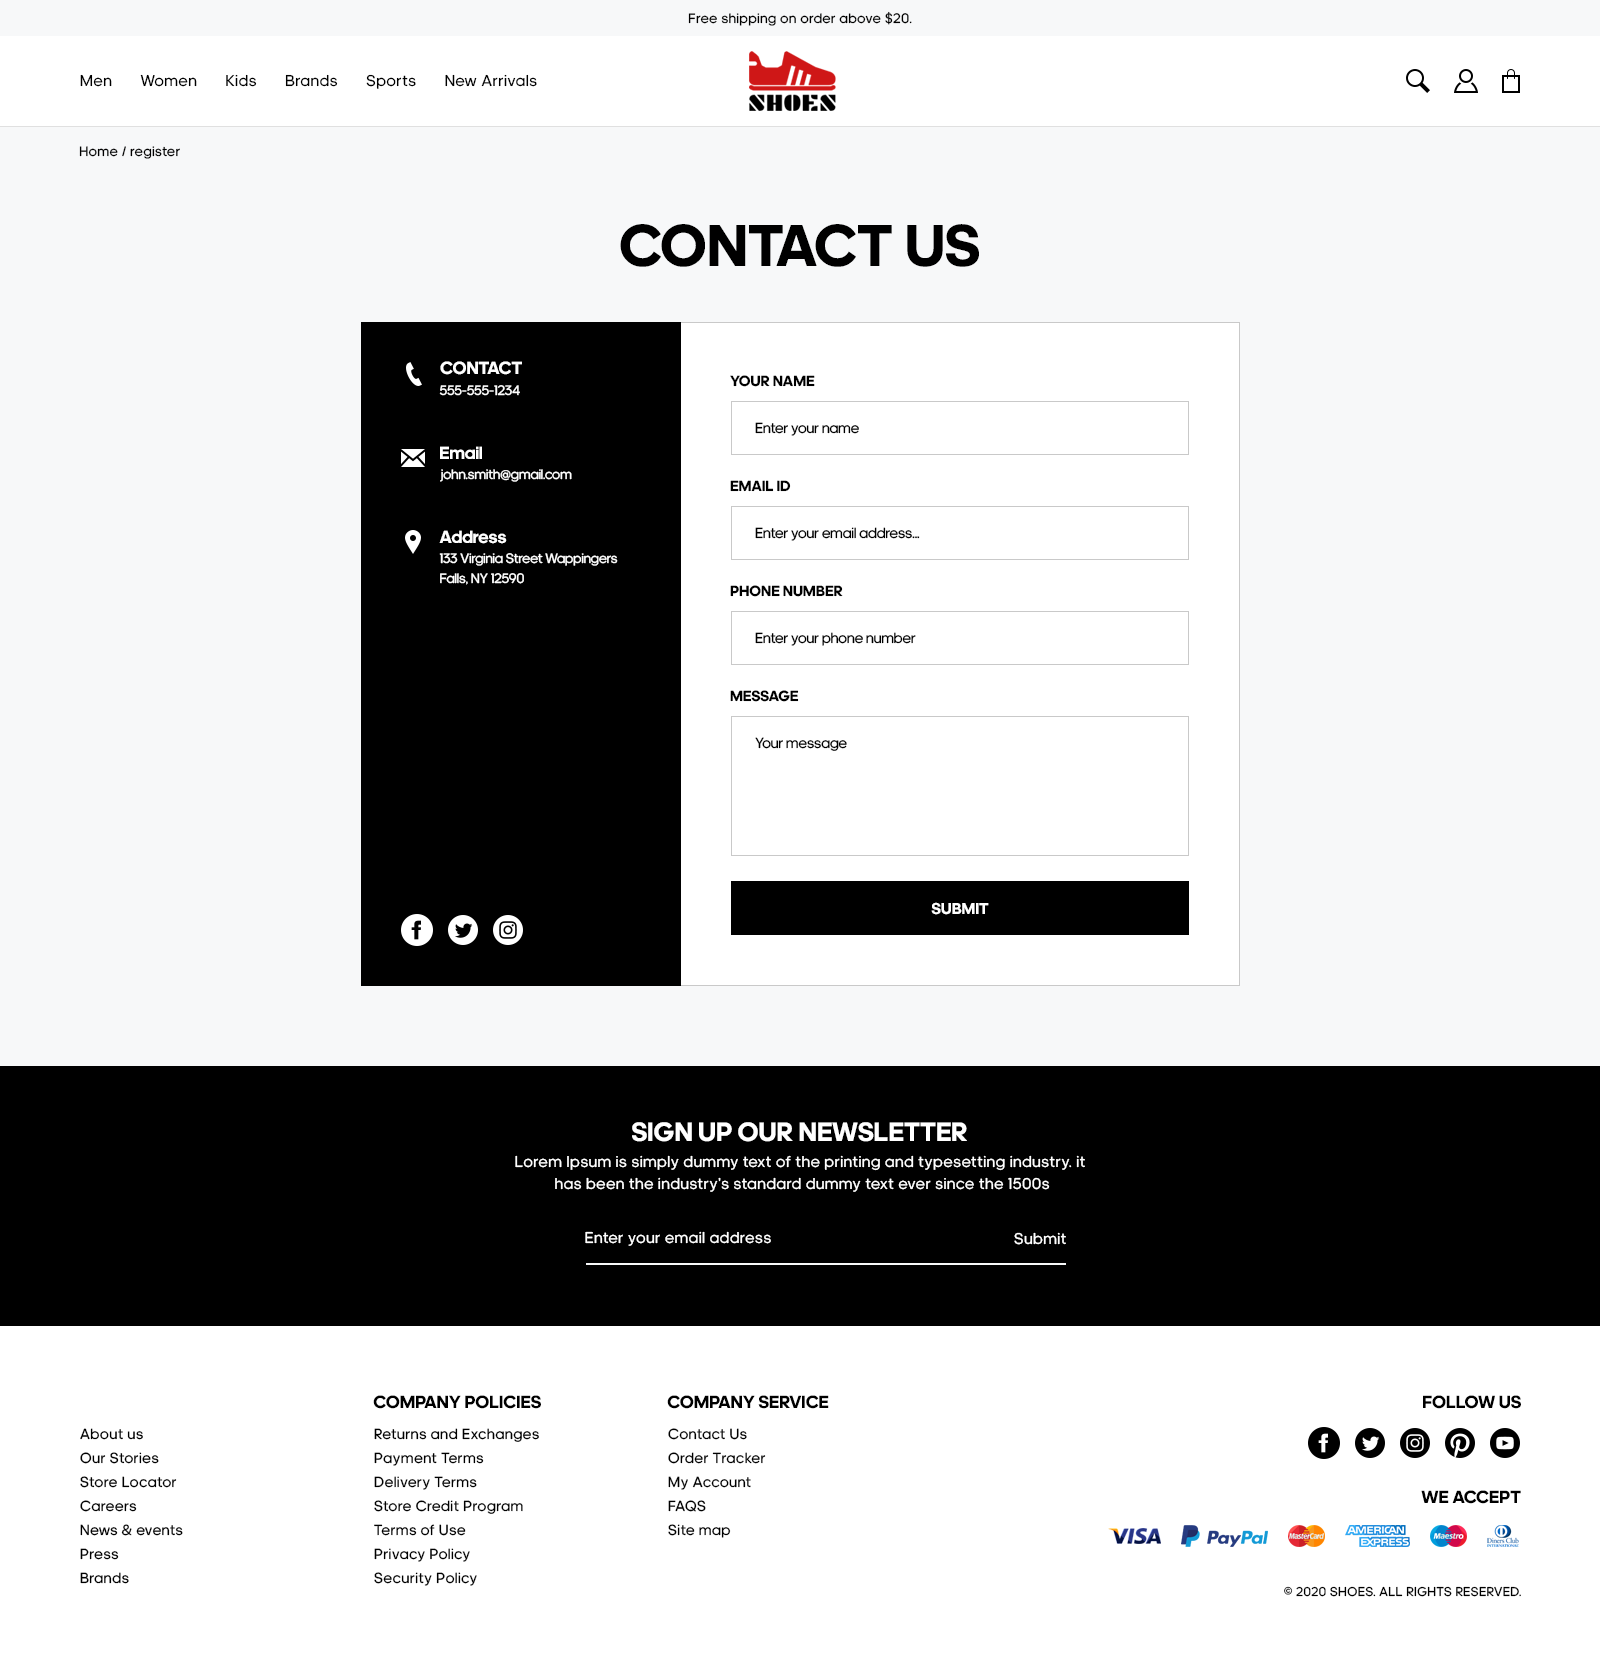 Free shipping on order above $20.
Men Women Kids Brands Sports New Arrivals
SHOES
Home / register
CONTACT US
CONTACT
555-555-1234
Email
john.smith@gmail.com
Address
133 Virginia Street Wappingers
Falls, NY 12590
YOUR NAME
Enter your name
EMAIL ID
Enter your email address...
PHONE NUMBER
Enter your phone number
MESSAGE
Your message
SUBMIT
SIGN UP OUR NEWSLETTER
Lorem Ipsum is simply dummy text of the printing and typesetting industry. it
has been the industry's standard dummy text ever since the 1500s
Enter your email address
Submit
About us
Our Stories
Store Locator
Careers
News & events
Press
Brands
COMPANY POLICIES
Returns and Exchanges
Payment Terms
Delivery Terms
Store Credit Program
Terms of Use
Privacy Policy
Security Policy
COMPANY SERVICE
Contact Us
Order Tracker
My Account
FAQS
Site map
FOLLOW US
WE ACCEPT
VISA
PayPal
MasterCard
AMERICAN
EXPRESS
Maestro
Diners Club
INTERNATIONAL
© 2020 SHOES. ALL RIGHTS RESERVED.